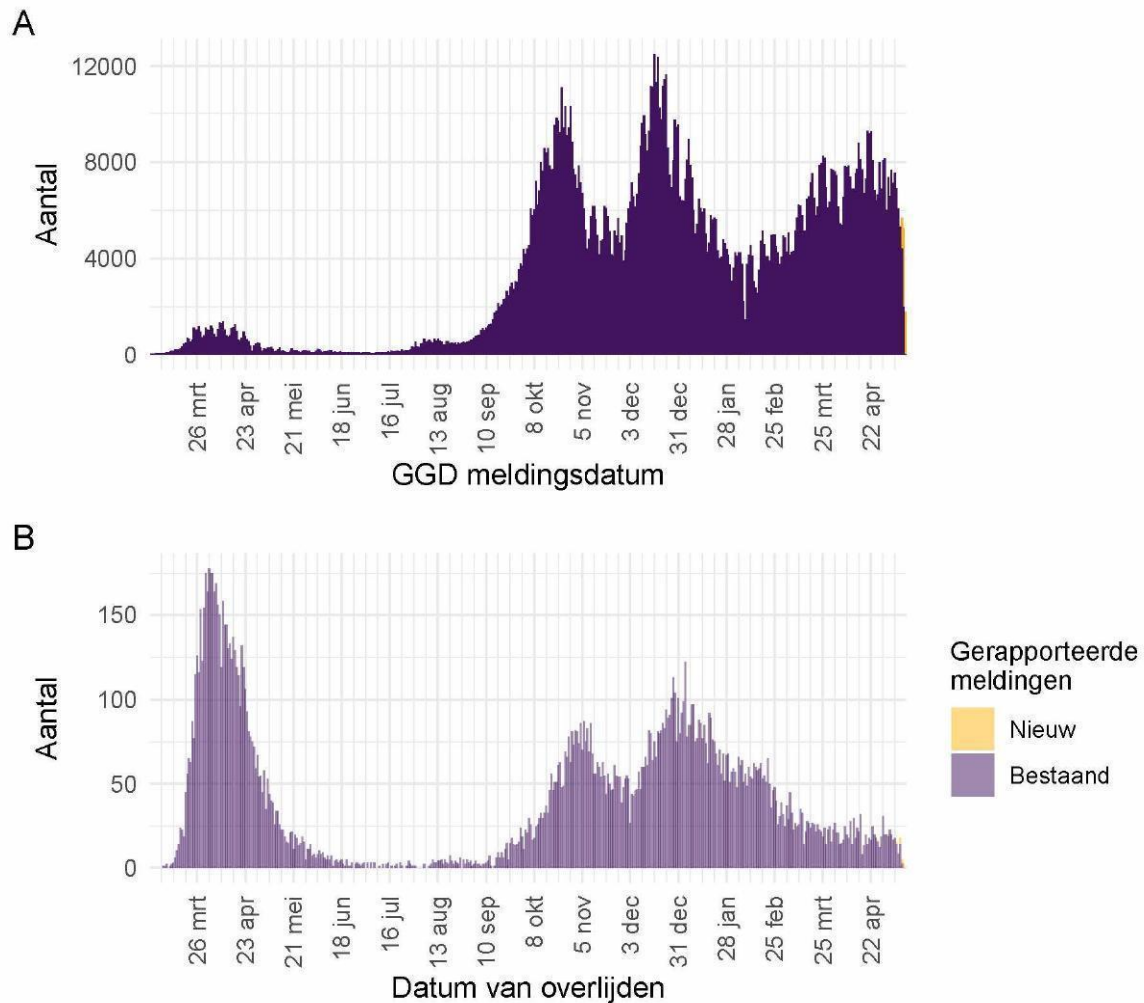 A
Aantal
12000
8000
4000
0
26 mrt
23 apr
21 mei
18 jun
16 jul
13 aug
10 sep
8 okt
5 nov
3 dec
31 dec
28 jan
25 feb
25 mrt
22 apr
GGD meldingsdatum
B
Aantal
150
100
50
0
26 mrt
23 apr
21 mei
18 jun
16 jul
13 aug
10 sep
8 okt
5 nov
3 dec
31 dec
28 jan
25 feb
25 mrt
22 apr
Datum van overlijden
Gerapporteerde
meldingen
Nieuw
Bestaand